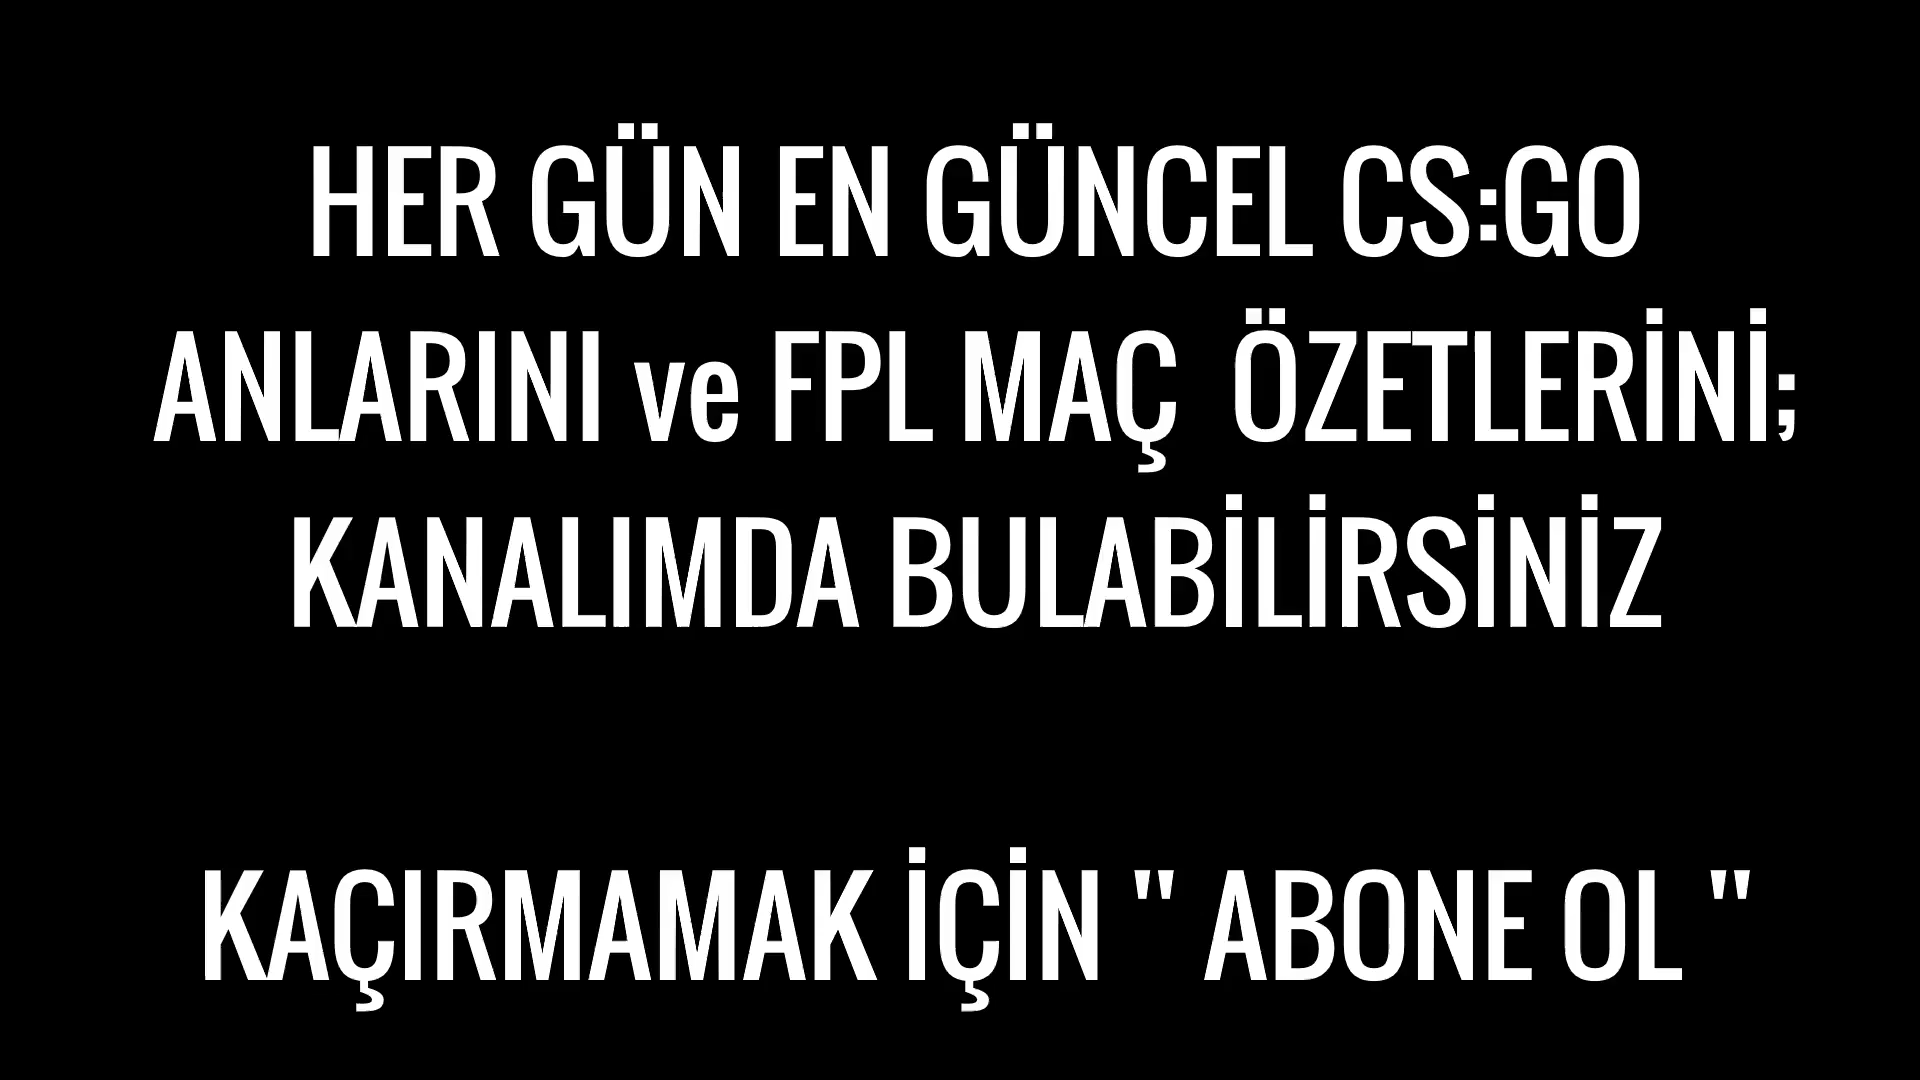 HER GÜN EN GÜNCEL CS:GO
ANLARINI ve FPL MAÇ  ÖZETLERİNİ;
KANALIMDA BULABİLİRSİNİZ
KAÇIRMAMAK İÇİN " ABONE OL "